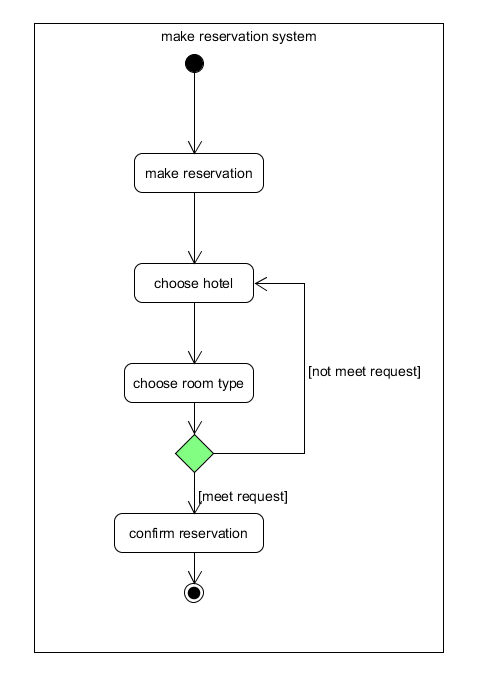 make reservation system
make reservation
choose hotel
[not meet request]
choose room type
[meet request]
confirm reservation